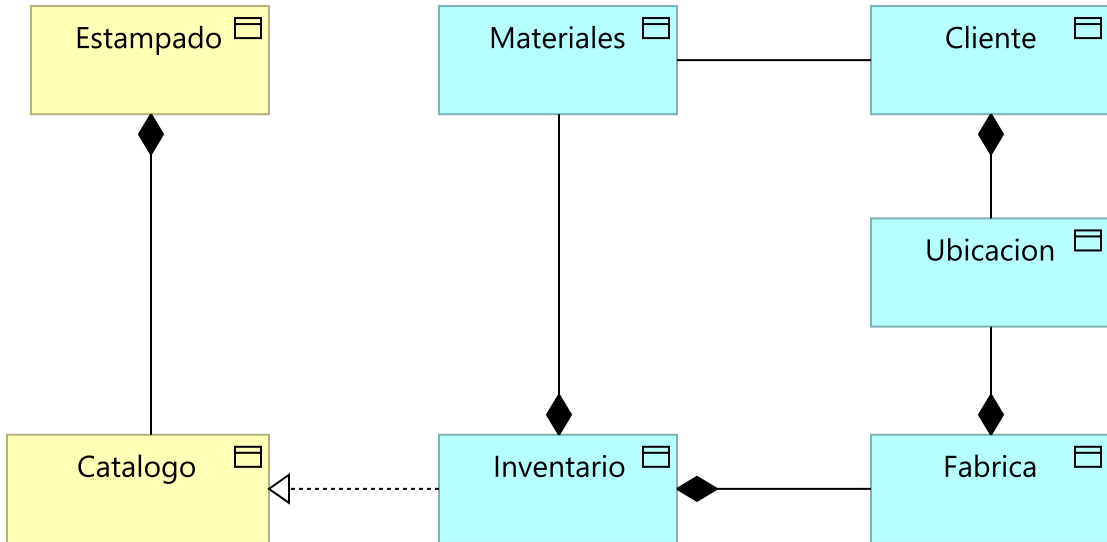 Estampado
Materiales
Cliente
Ubicacion
Catalogo
Inventario
Fabrica